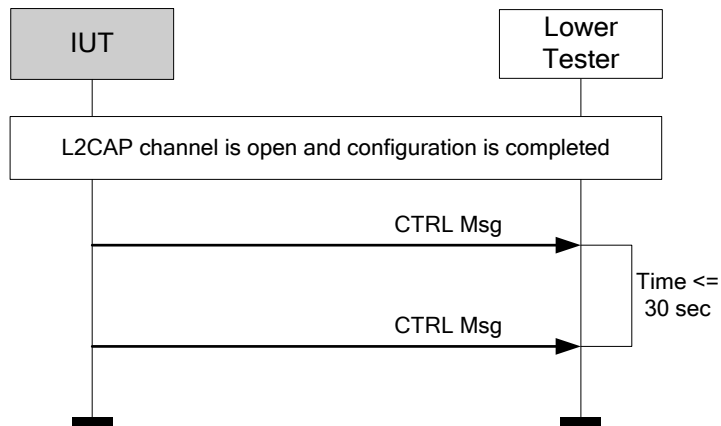 IUT
Lower
Tester
L2CAP channel is open and configuration is completed
CTRL Msg
Time <=
30 sec
CTRL Msg